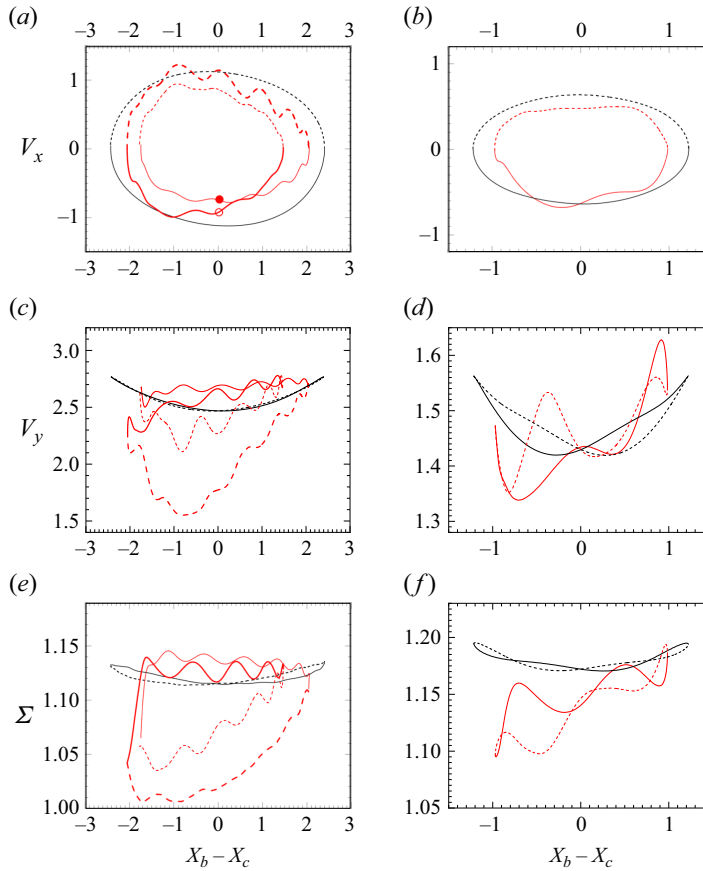 (a) (b)
−3 −2 −1 0 1 2 3 −1 0 1
1 1
V_x 0 0
−1 −1
−3 −2 −1 0 1 2 3 −1 0 1
(c) (d)
3.0 1.6
2.5 1.5
V_y
2.0 1.4
1.5 1.3
−3 −2 −1 0 1 2 3 −1 0 1
(e) (f)
1.15 1.20
1.10 1.15
Σ
1.05 1.10
1.00 1.05
−3 −2 −1 0 1 2 3 −1 0 1
X_b – X_c X_b – X_c